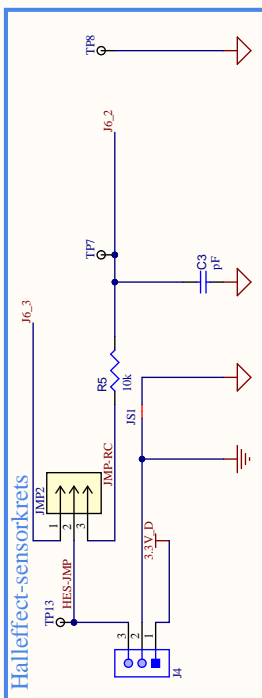 Halleffect-sensorkrets
TP8
J6_2
TP7
C3
pF
J6_3
R5
10k
JS1
JMP2
JMP-RC
1
2
3
HES-JMP
TP13
3.3V_D
3
2
1
J4